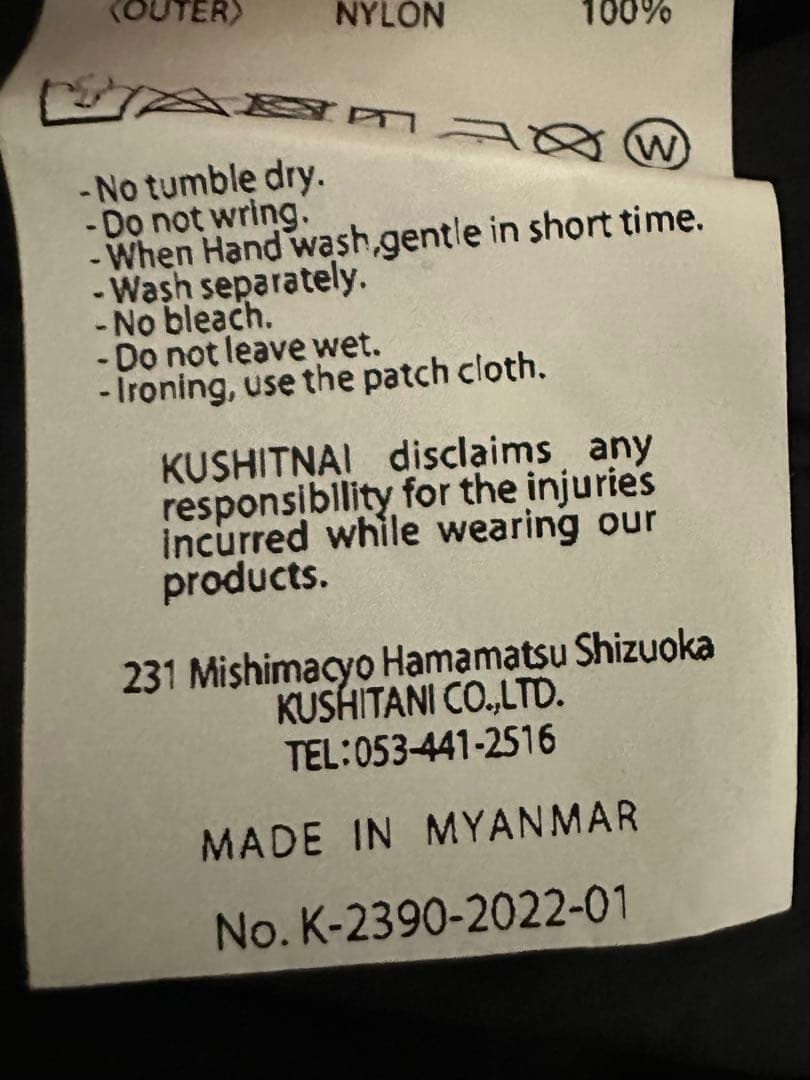 (OUTER) NYLON 100%
W
-No tumble dry.
-Do not wring.
-When Hand wash,gentle in short time.
-Wash separately.
-No bleach.
-Do not leave wet.
-Ironing, use the patch cloth.
KUSHITNAI disclaims any
responsibility for the injuries
incurred while wearing our
products.
231 Mishimacyo Hamamatsu Shizuoka
KUSHITANI CO.,LTD.
TEL:053-441-2516
MADE IN MYANMAR
No. K-2390-2022-01